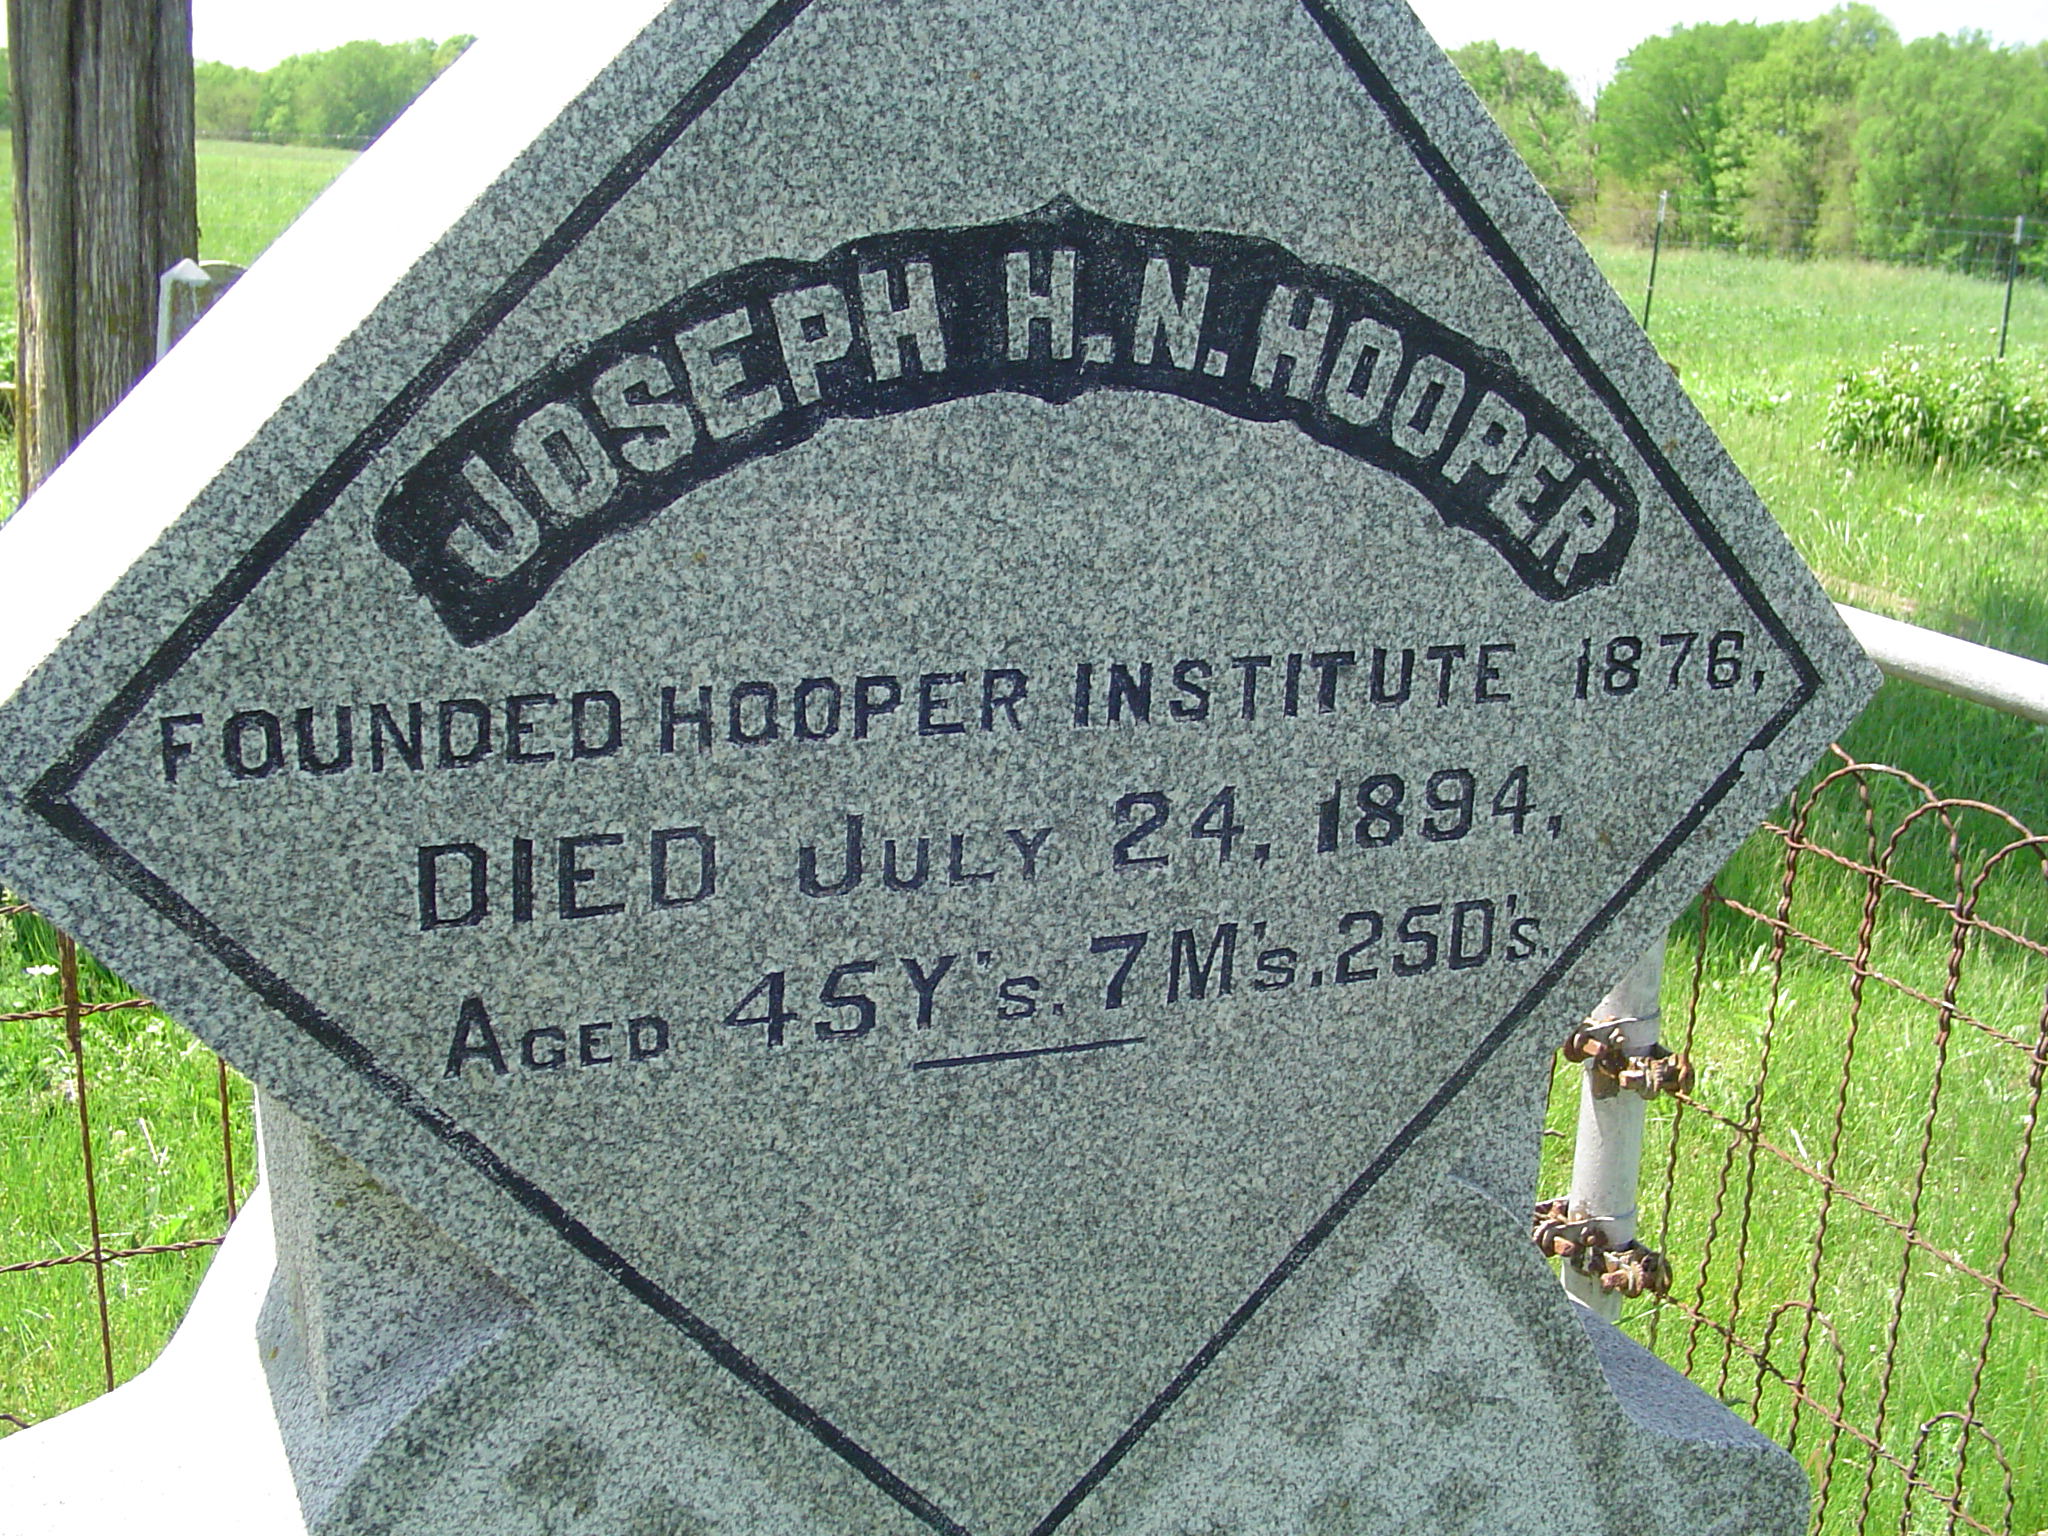 JOSEPH H. N. HOOPER
FOUNDED HOOPER INSTITUTE 1876,
DIED JULY 24, 1894,
AGED 45Y's. 7M's. 25D's.